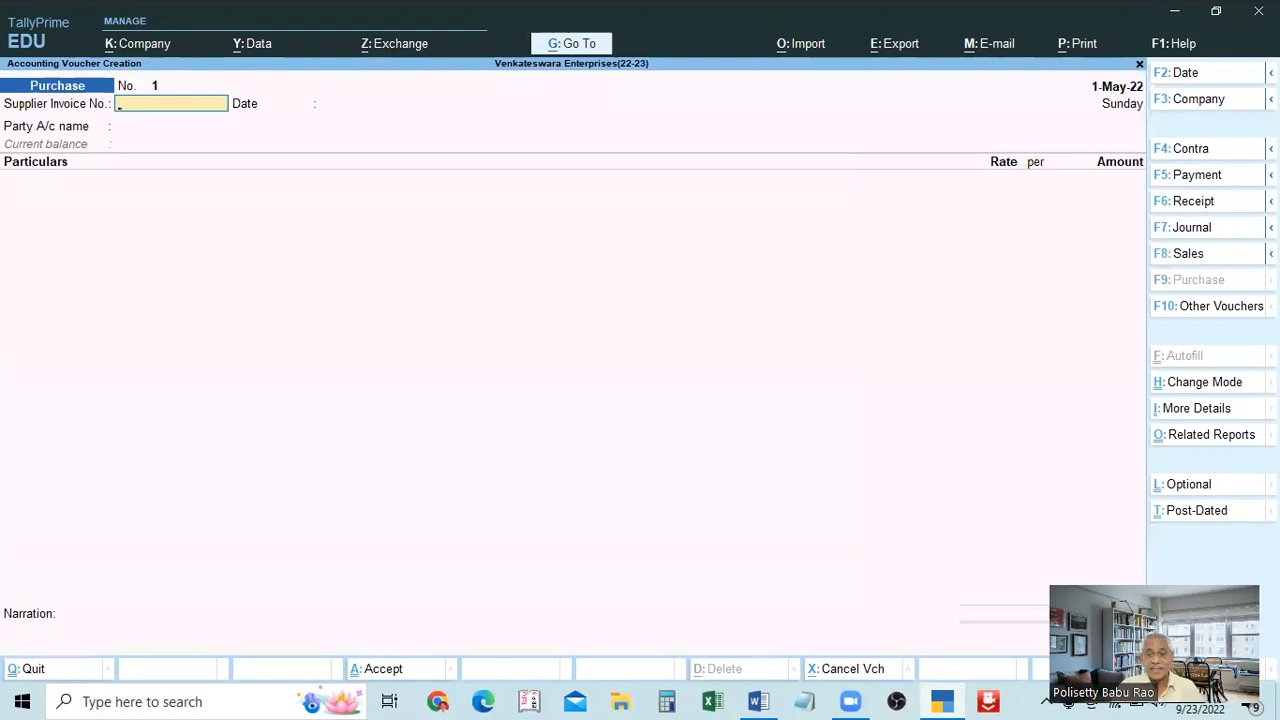 TallyPrime
EDU
MANAGE
K: Company
Y: Data
Z: Exchange
G: Go To
O: Import
E: Export
M: E-mail
P: Print
F1: Help
Accounting Voucher Creation
Venkateswara Enterprises(22-23)
Purchase No. 1
1-May-22
Supplier Invoice No.: Date :
Sunday
Party A/c name :
Current balance :
Particulars
Rate per
Amount
Narration:
F2: Date
F3: Company
F4: Contra
F5: Payment
F6: Receipt
F7: Journal
F8: Sales
F9: Purchase
F10: Other Vouchers
F: Autofill
H: Change Mode
I: More Details
O: Related Reports
L: Optional
T: Post-Dated
Q: Quit
A: Accept
D: Delete
X: Cancel Vch
Polisetty Babu Rao
Type here to search
9/23/2022
9